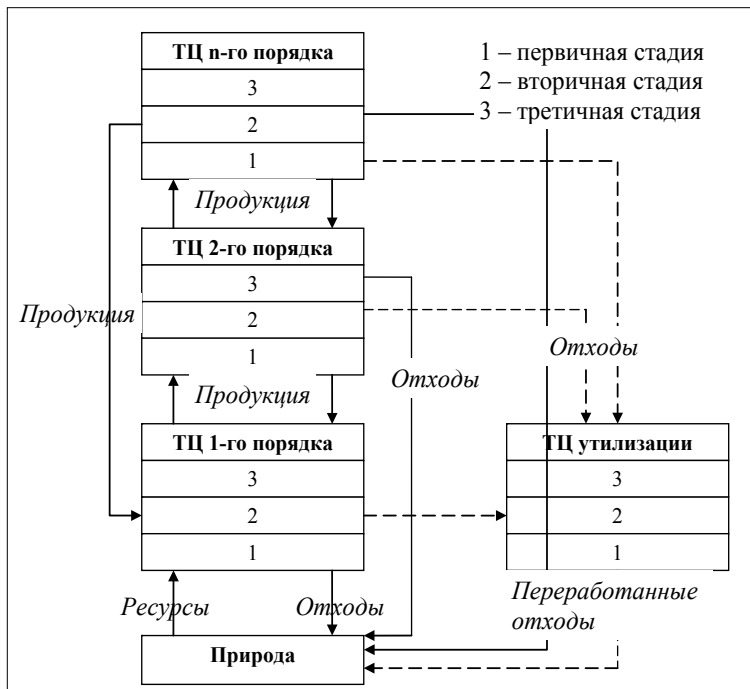 ТЦ n-го порядка
3
2
1
1 – первичная стадия
2 – вторичная стадия
3 – третичная стадия
Продукция
ТЦ 2-го порядка
3
2
1
Продукция
Отходы
Отходы
Продукция
ТЦ 1-го порядка
3
2
1
ТЦ утилизации
3
2
1
Ресурсы
Отходы
Переработанные
отходы
Природа